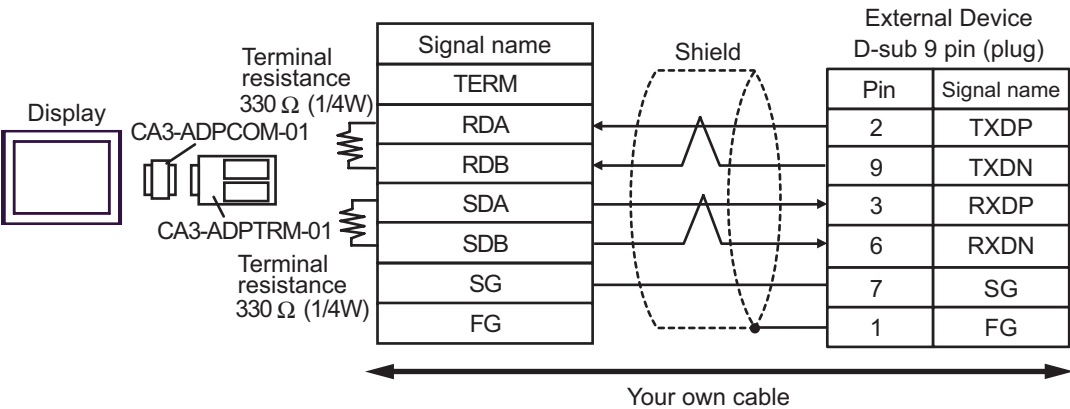 Display
CA3-ADPCOM-01
CA3-ADPTRM-01
Terminal
resistance
330 Ω (1/4W)
Terminal
resistance
330 Ω (1/4W)
Signal name
TERM
RDA
RDB
SDA
SDB
SG
FG
Shield
External Device
D-sub 9 pin (plug)
Pin Signal name
2 TXDP
9 TXDN
3 RXDP
6 RXDN
7 SG
1 FG
Your own cable